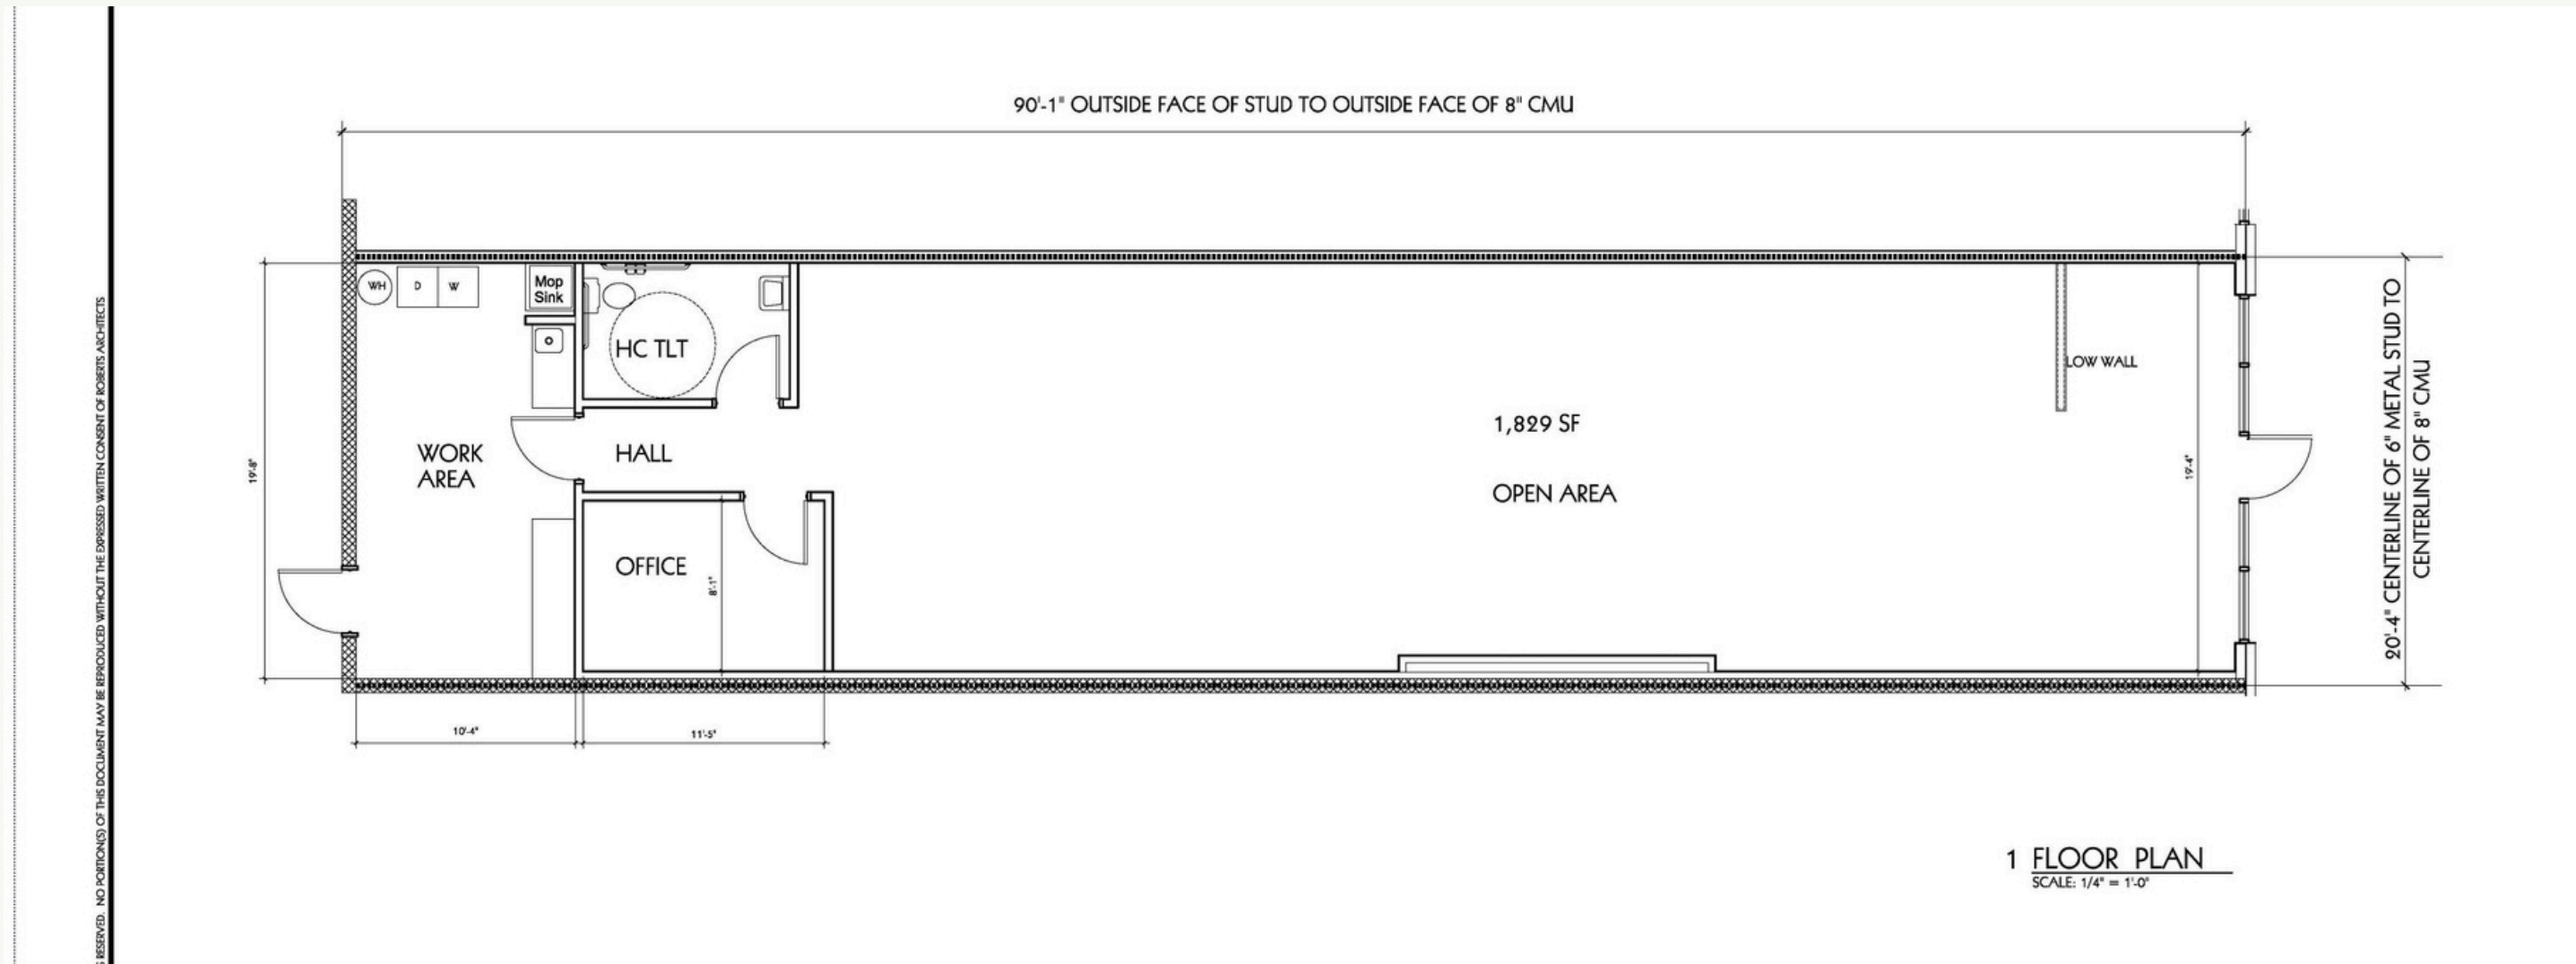 90'-1" OUTSIDE FACE OF STUD TO OUTSIDE FACE OF 8" CMU
WH
D
W
Mop
Sink
HC TLT
LOW WALL
1,829 SF
OPEN AREA
HALL
WORK
AREA
OFFICE
8'-1"
19'-8"
19'-4"
20'-4" CENTERLINE OF 6" METAL STUD TO
CENTERLINE OF 8" CMU
10'-4"
11'-5"
1 FLOOR PLAN
SCALE: 1/4" = 1'-0"
RESERVED. NO PORTION(S) OF THIS DOCUMENT MAY BE REPRODUCED WITHOUT THE EXPRESSED WRITTEN CONSENT OF ROBERTS ARCHITECTS